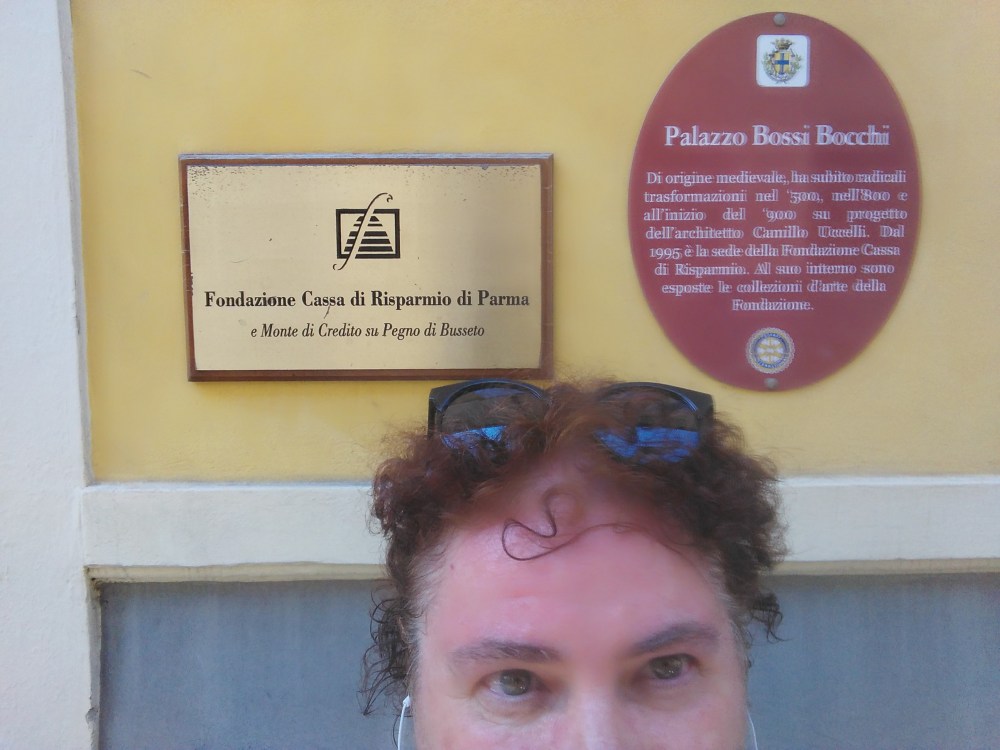 Fondazione Cassa di Risparmio di Parma
e Monte di Credito su Pegno di Busseto
Palazzo Bossi Bocchi
Di origine medievale, ha subito radicali
trasformazioni nel '500, nell'800 e
all'inizio del '900 su progetto
dell'architetto Camillo Uccelli. Dal
1995 è la sede della Fondazione Cassa
di Risparmio. Al suo interno sono
esposte le collezioni d'arte della
Fondazione.